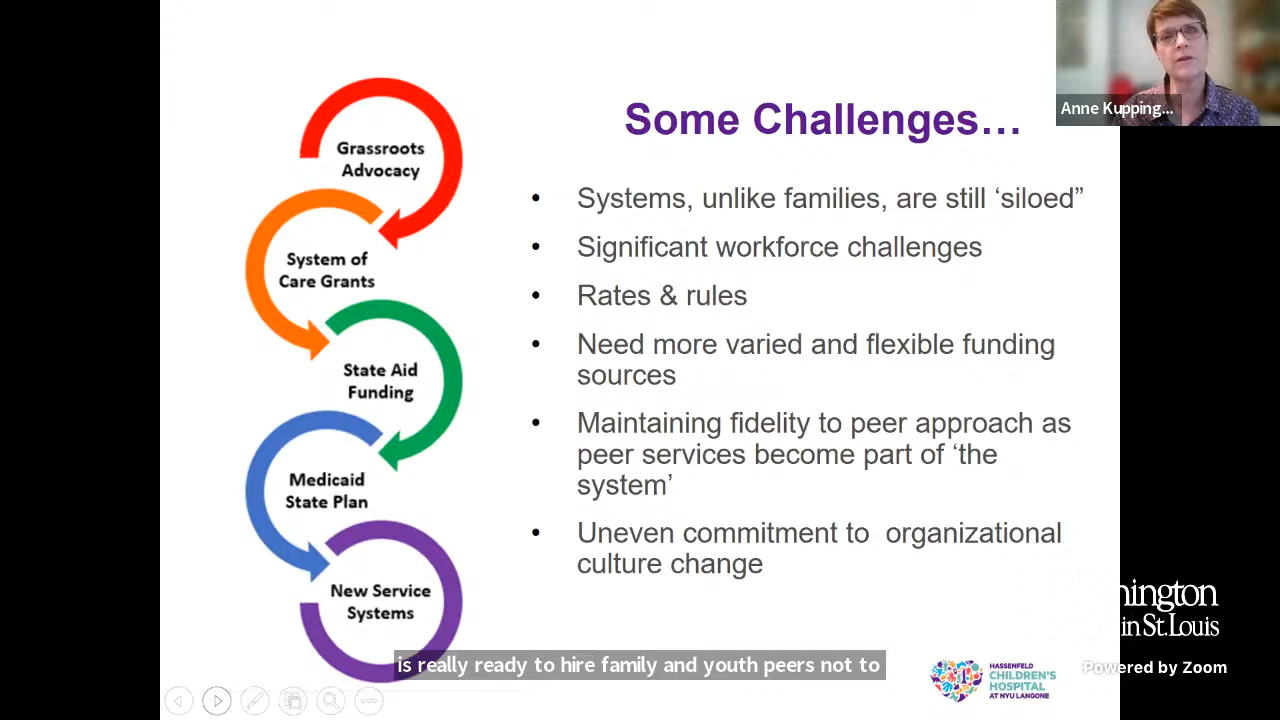 Anne Kupping...
Some Challenges…
Grassroots
Advocacy
System of
Care Grants
State Aid
Funding
Medicaid
State Plan
New Service
Systems
• Systems, unlike families, are still ‘siloed”
• Significant workforce challenges
• Rates & rules
• Need more varied and flexible funding
sources
• Maintaining fidelity to peer approach as
peer services become part of ‘the
system’
• Uneven commitment to  organizational
culture change
is really ready to hire family and youth peers not to
HASSENFELD
CHILDREN'S
HOSPITAL
AT NYU LANGONE
hington
in St. Louis
Powered by Zoom